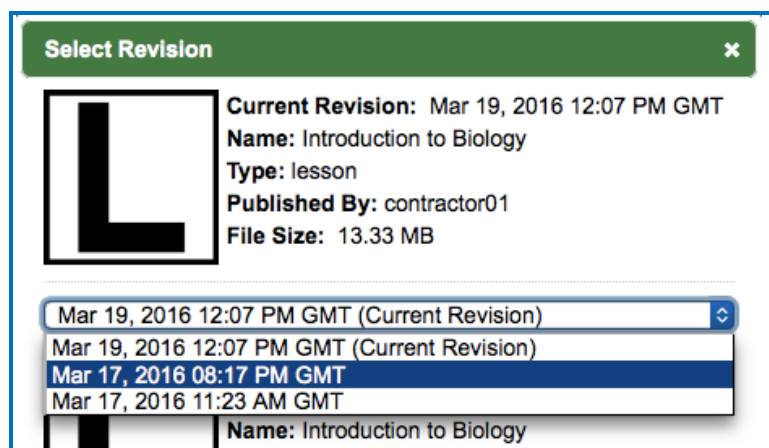 Select Revision ×
L
Current Revision: Mar 19, 2016 12:07 PM GMT
Name: Introduction to Biology
Type: lesson
Published By: contractor01
File Size: 13.33 MB
Mar 19, 2016 12:07 PM GMT (Current Revision)
Mar 19, 2016 12:07 PM GMT (Current Revision)
Mar 17, 2016 08:17 PM GMT
Mar 17, 2016 11:23 AM GMT
Name: Introduction to Biology